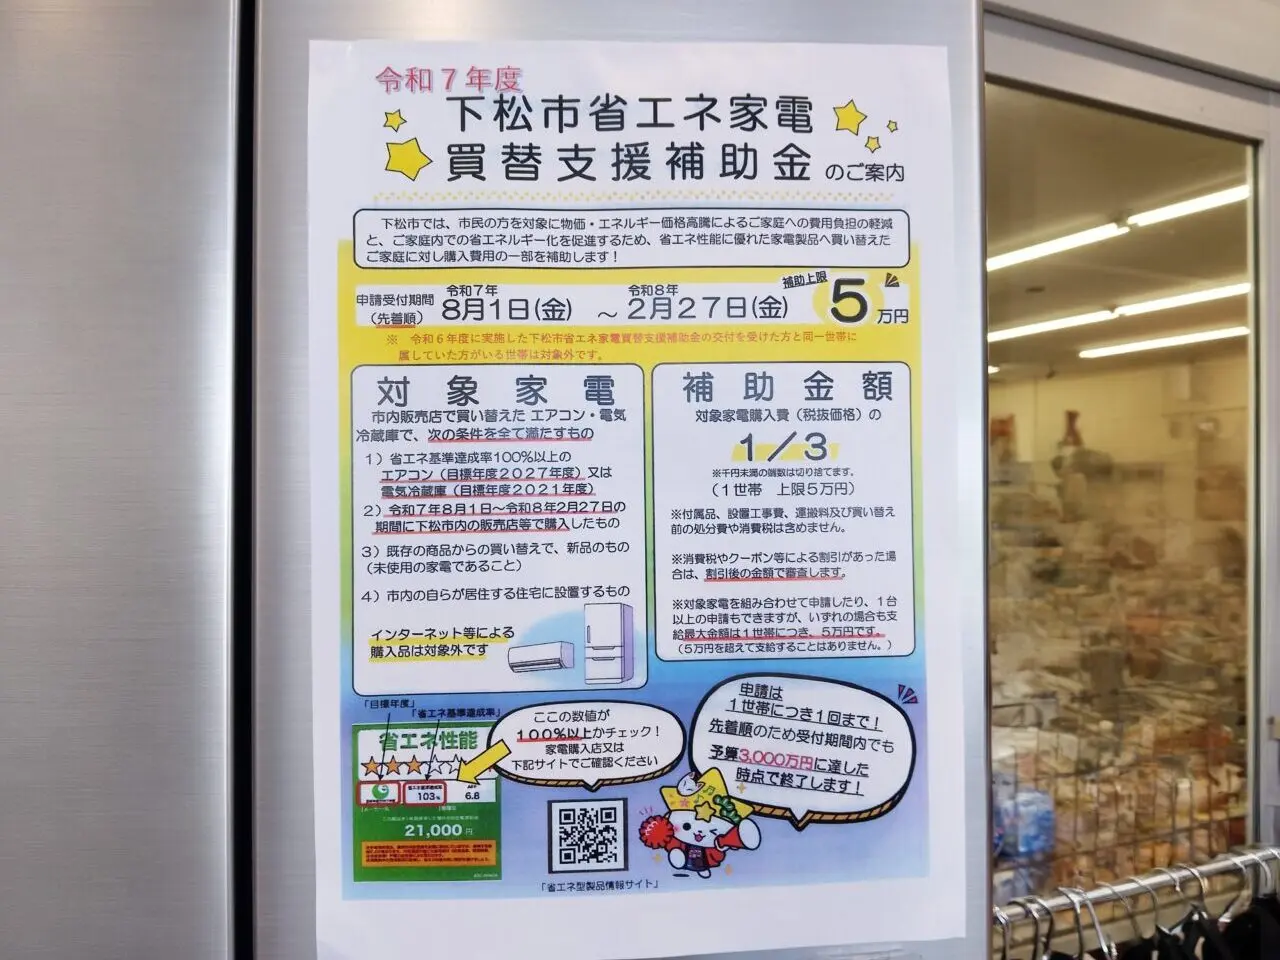 令和７年度
下松市省エネ家電
買替支援補助金 のご案内
下松市では、市民の方を対象に物価・エネルギー価格高騰によるご家庭への費用負担の軽減
と、ご家庭内での省エネルギー化を促進するため、省エネ性能に優れた家電製品へ買い替えた
ご家庭に対し購入費用の一部を補助します！
申請受付期間
（先着順）
令和7年
8月1日(金)
～
令和8年
2月27日(金)
補助上限
5万円
※ 令和６年度に実施した下松市省エネ家電買替支援補助金の交付を受けた方と同一世帯に
属していた方がいる世帯は対象外です。
対象家電
市内販売店で買い替えた エアコン・電気
冷蔵庫で、次の条件を全て満たすもの
１）省エネ基準達成率100%以上の
エアコン（目標年度２０２７年度）又は
電気冷蔵庫（目標年度２０２１年度）
２）令和7年8月1日～令和8年2月27日の
期間に下松市内の販売店等で購入したもの
３）既存の商品からの買い替えで、新品のもの
（未使用の家電であること）
４）市内の自らが居住する住宅に設置するもの
インターネット等による
購入品は対象外です
補助金額
対象家電購入費（税抜価格）の
１／３
※千円未満の端数は切り捨てます。
（１世帯 上限５万円）
※付属品、設置工事費、運搬料及び買い替え
前の処分費や消費税は含めません。
※消費税やクーポン等による割引があった場
合は、割引後の金額で審査します。
※対象家電を組み合わせて申請したり、１台
以上の申請もできますが、いずれの場合も支
給最大金額は１世帯につき、５万円です。
（５万円を超えて支給することはありません。）
「目標年度」
「省エネ基準達成率」
省エネ性能
省エネ基準達成率
103%
APF
6.8
21,000円
ここの数値が
１００％以上かチェック！
家電購入店又は
下記サイトでご確認ください
「省エネ型製品情報サイト」
申請は
１世帯につき１回まで！
先着順のため受付期間内でも
予算3,000万円に達した
時点で終了します！